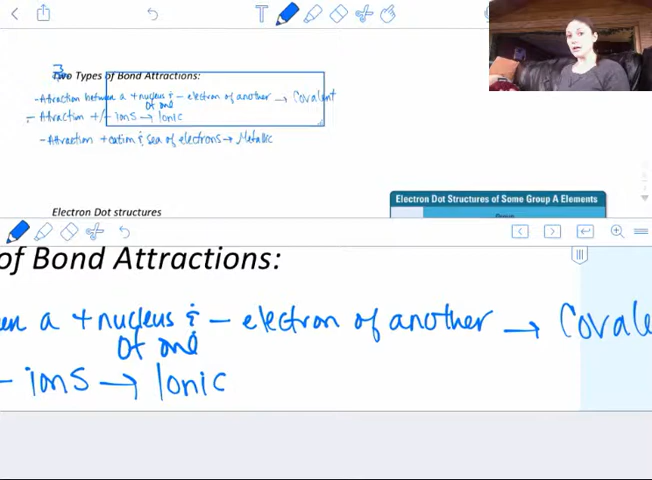 3
Two Types of Bond Attractions:
- Attraction between a + nucleus + - electron of another → Covalent
of one
- Attraction +/- ions → Ionic
- Attraction + cation & sea of electrons → Metallic
Electron Dot structures
Electron Dot Structures of Some Group A Elements
Group
of Bond Attractions:
een a + nucleus & - electron of another → Covale
of one
- ions → Ionic